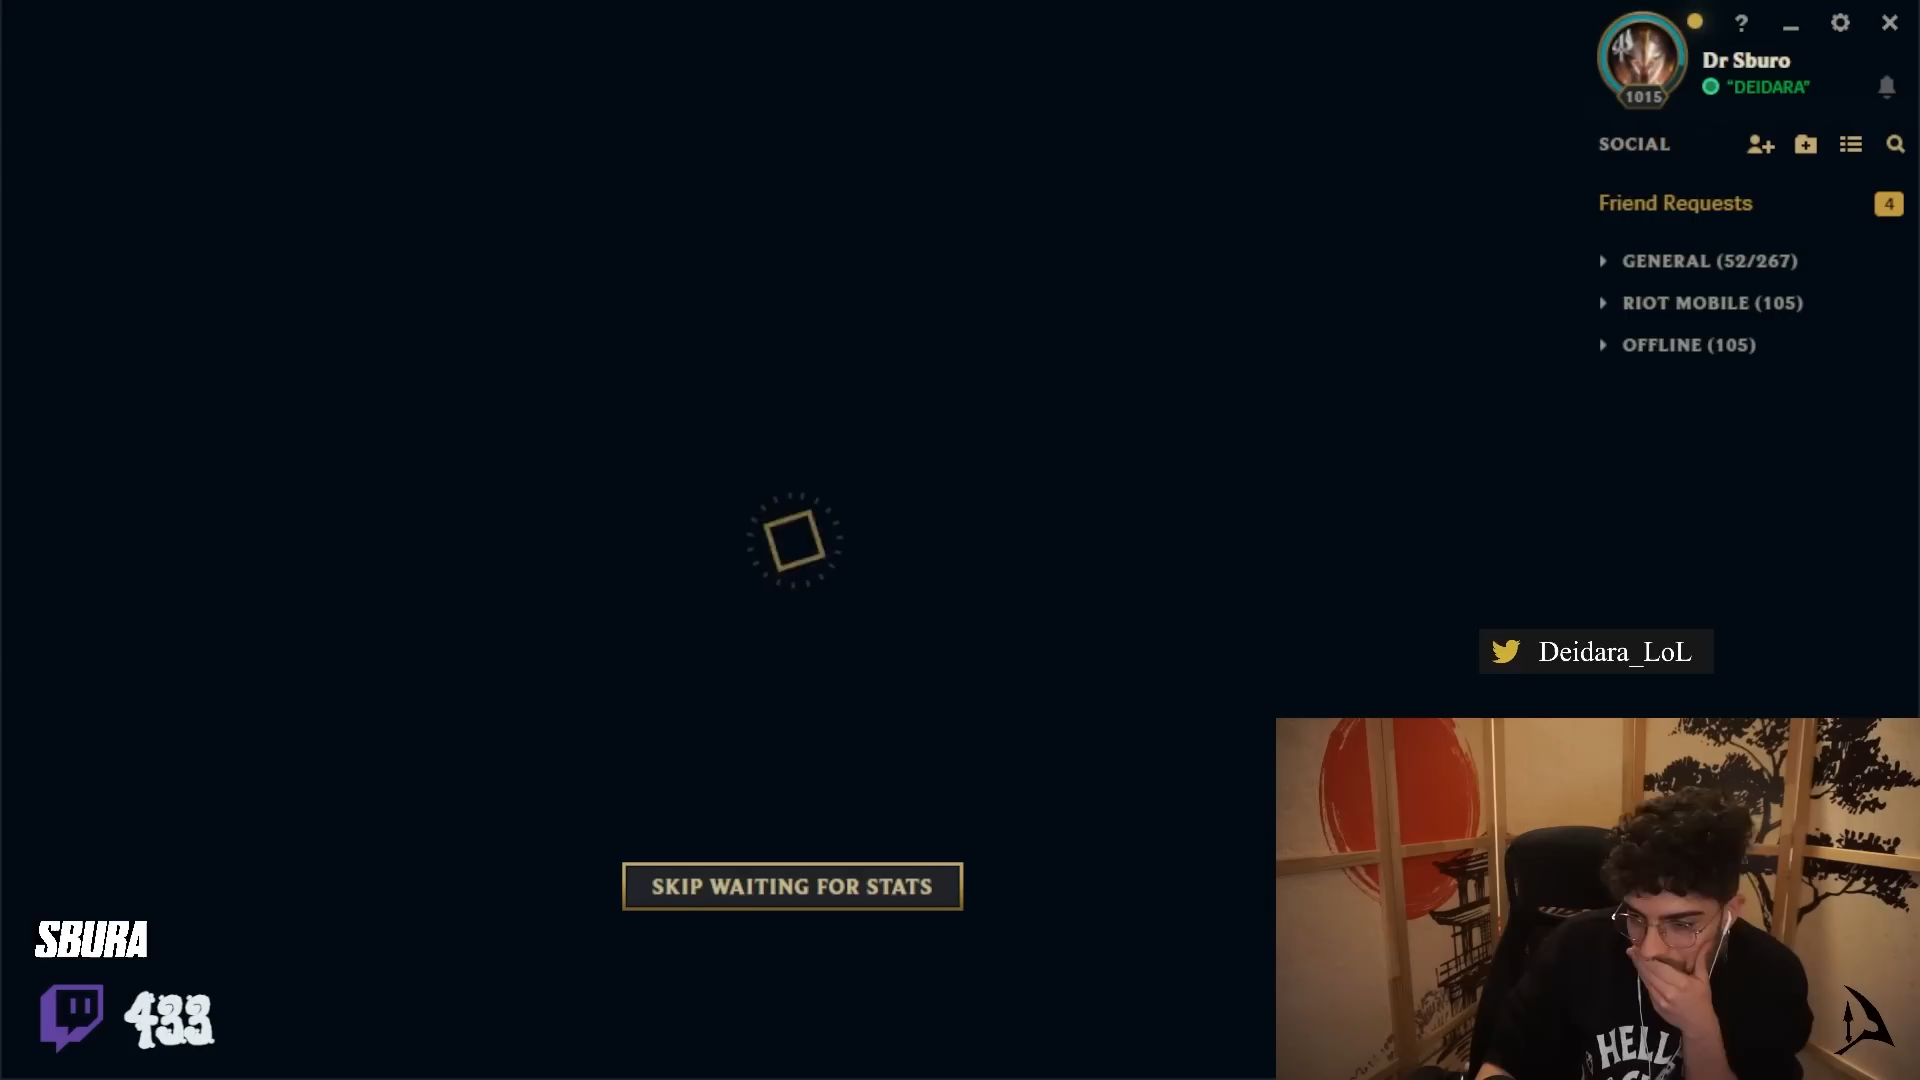 ?
Dr Sburo
1015
"DEIDARA"
SOCIAL
Friend Requests
4
GENERAL (52/267)
RIOT MOBILE (105)
OFFLINE (105)
Deidara_LoL
SKIP WAITING FOR STATS
SBURA
433
HELL